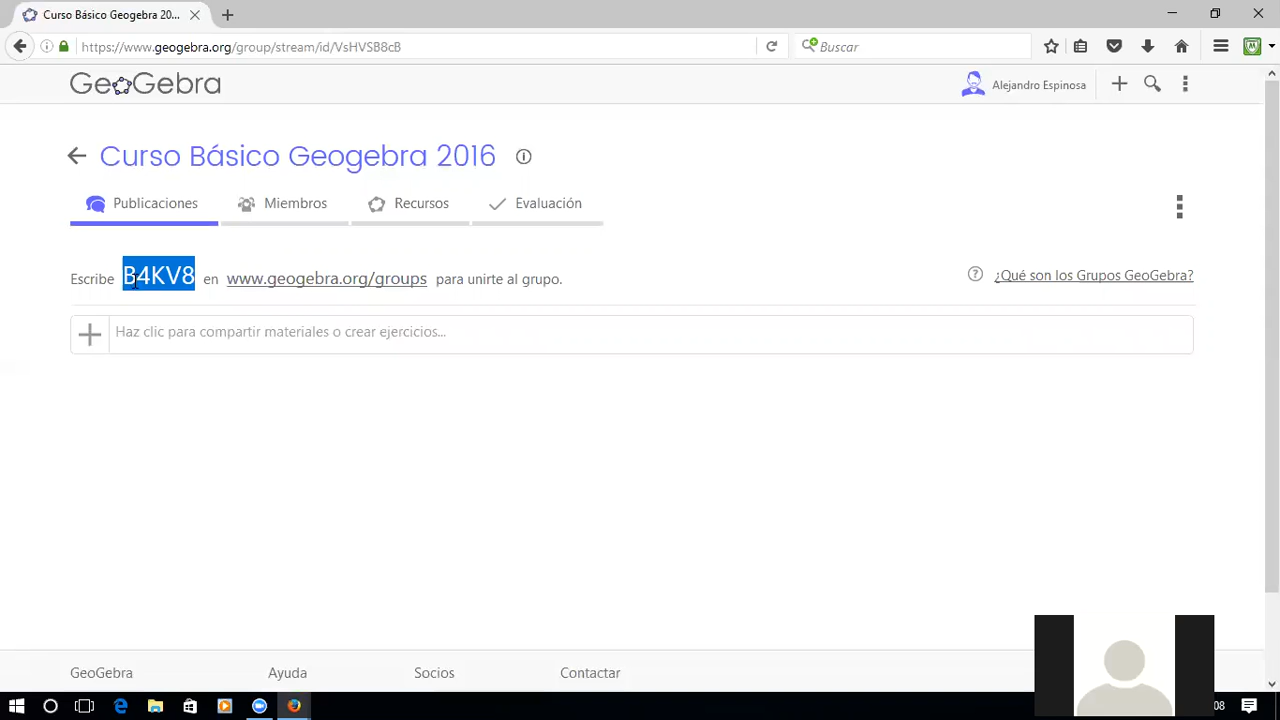 Curso Básico Geogebra 20...
https://www.geogebra.org/group/stream/id/VsHVSB8cB
Buscar
GeoGebra
Alejandro Espinosa
Curso Básico Geogebra 2016
Publicaciones
Miembros
Recursos
Evaluación
Escribe B4KV8 en www.geogebra.org/groups para unirte al grupo.
¿Qué son los Grupos GeoGebra?
Haz clic para compartir materiales o crear ejercicios...
GeoGebra
Ayuda
Socios
Contactar
08